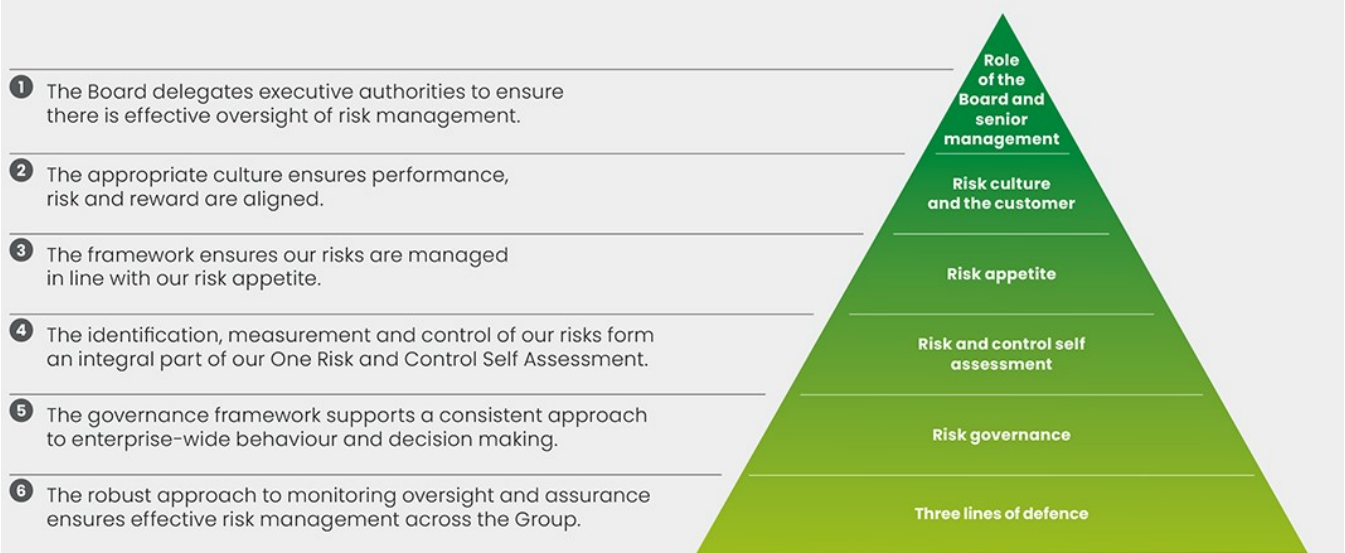 1 The Board delegates executive authorities to ensure
there is effective oversight of risk management.
2 The appropriate culture ensures performance,
risk and reward are aligned.
3 The framework ensures our risks are managed
in line with our risk appetite.
4 The identification, measurement and control of our risks form
an integral part of our One Risk and Control Self Assessment.
5 The governance framework supports a consistent approach
to enterprise-wide behaviour and decision making.
6 The robust approach to monitoring oversight and assurance
ensures effective risk management across the Group.
Role
of the
Board and
senior
management
Risk culture
and the customer
Risk appetite
Risk and control self
assessment
Risk governance
Three lines of defence